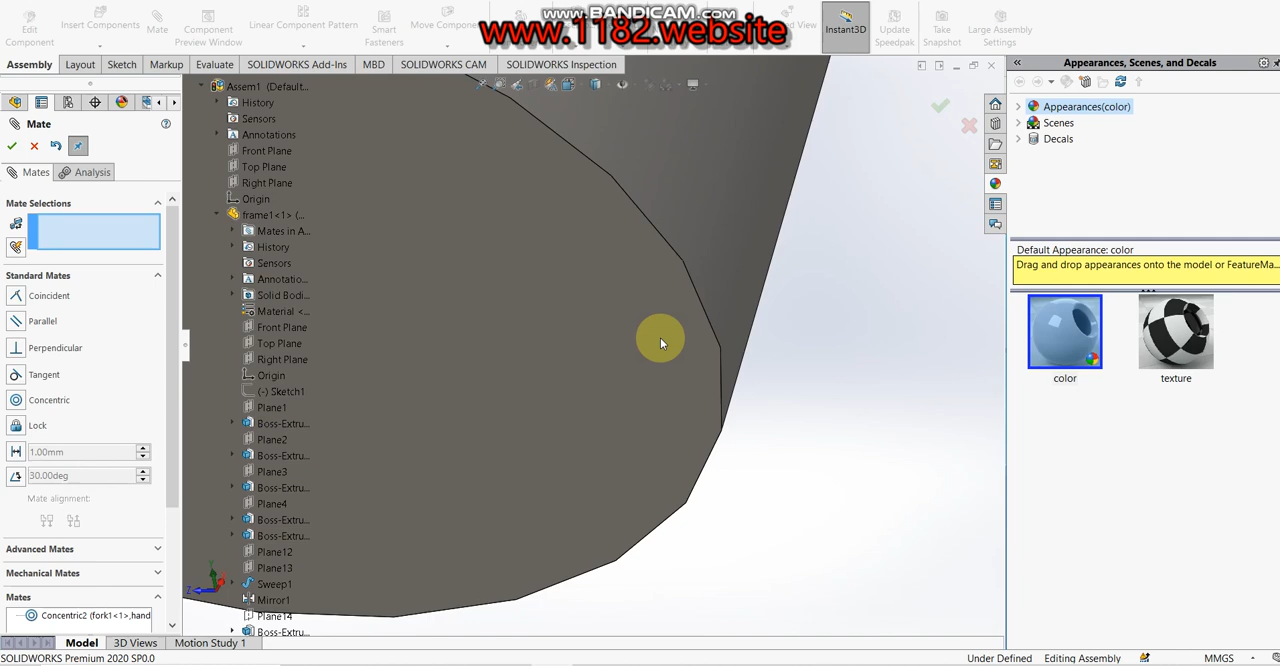 www.BANDICAM.com
www.1182.website
Edit Component
Insert Components
Mate
Component Preview Window
Linear Component Pattern
Smart Fasteners
Move Component
Instant3D
Update Speedpak
Take Snapshot
Large Assembly Settings
Assembly
Layout
Sketch
Markup
Evaluate
SOLIDWORKS Add-Ins
MBD
SOLIDWORKS CAM
SOLIDWORKS Inspection
Appearances, Scenes, and Decals
Mate
Mates
Analysis
Mate Selections
Standard Mates
Coincident
Parallel
Perpendicular
Tangent
Concentric
Lock
1.00mm
30.00deg
Mate alignment:
Advanced Mates
Mechanical Mates
Mates
Concentric2 (fork1<1>,hand
Assem1 (Default...
History
Sensors
Annotations
Front Plane
Top Plane
Right Plane
Origin
frame1<1> (...
Mates in A...
History
Sensors
Annotatio...
Solid Bodi...
Material <...
Front Plane
Top Plane
Right Plane
Origin
(-) Sketch1
Plane1
Boss-Extru...
Plane2
Boss-Extru...
Plane3
Boss-Extru...
Plane4
Boss-Extru...
Boss-Extru...
Plane12
Plane13
Sweep1
Mirror1
Plane14
Boss-Extru...
Appearances(color)
Scenes
Decals
Default Appearance: color
Drag and drop appearances onto the model or FeatureMa...
color
texture
Model
3D Views
Motion Study 1
SOLIDWORKS Premium 2020 SP0.0
Under Defined
Editing Assembly
MMGS